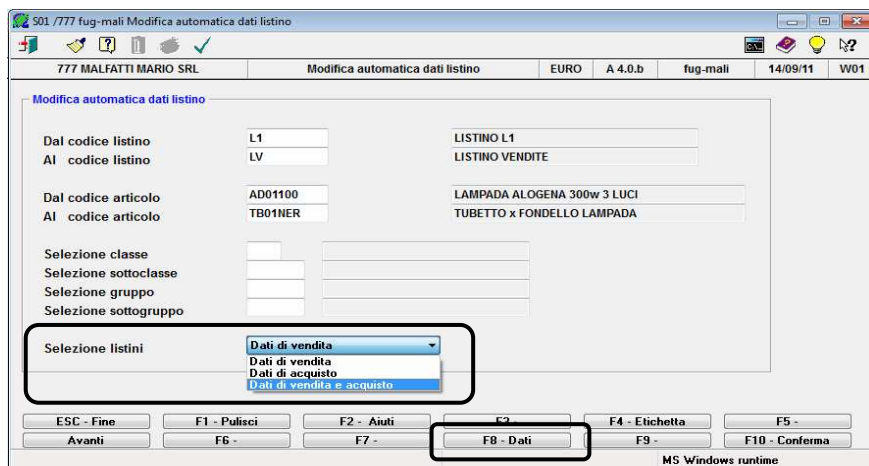 S01 /777 fug-mali Modifica automatica dati listino
777 MALFATTI MARIO SRL Modifica automatica dati listino EURO A 4.0.b fug-mali 14/09/11 W01
Modifica automatica dati listino
Dal codice listino L1 LISTINO L1
Al codice listino LV LISTINO VENDITE
Dal codice articolo AD01100 LAMPADA ALOGENA 300w 3 LUCI
Al codice articolo TB01NER TUBETTO x FONDELLO LAMPADA
Selezione classe
Selezione sottoclasse
Selezione gruppo
Selezione sottogruppo
Selezione listini Dati di vendita
Dati di vendita
Dati di acquisto
Dati di vendita e acquisto
ESC - Fine F1 - Pulisci F2 - Aiuti F3 - F4 - Etichetta F5 -
Avanti F6 - F7 - F8 - Dati F9 - F10 - Conferma
MS Windows runtime